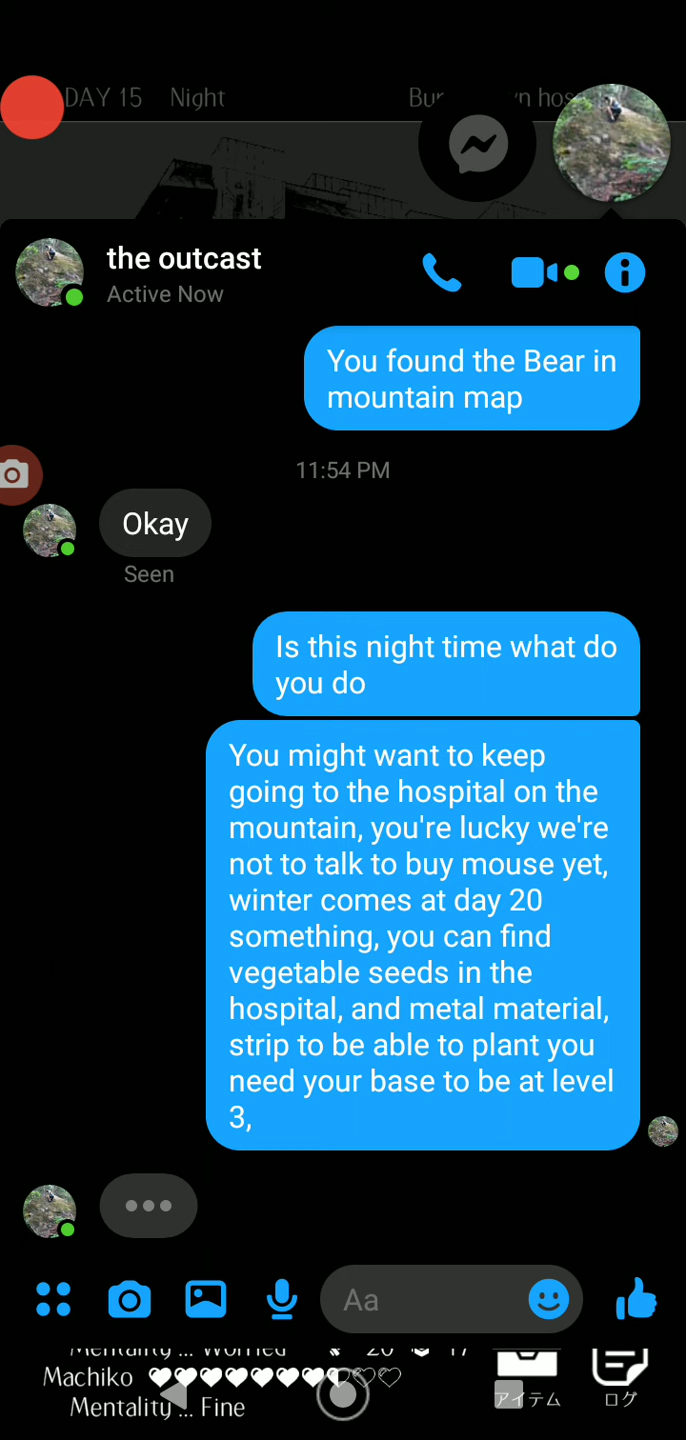 DAY 15 Night
the outcast
Active Now
You found the Bear in
mountain map
11:54 PM
Okay
Seen
Is this night time what do
you do
You might want to keep
going to the hospital on the
mountain, you're lucky we're
not to talk to buy mouse yet,
winter comes at day 20
something, you can find
vegetable seeds in the
hospital, and metal material,
strip to be able to plant you
need your base to be at level
3,
Aa
Mentality ... Worried 20 17
Machiko
Mentality ... Fine
アイテム
ログ